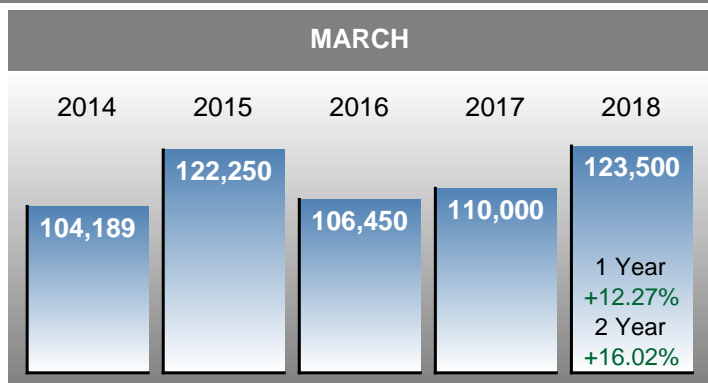 MARCH
2014 2015 2016 2017 2018
104,189 122,250 106,450 110,000 123,500
1 Year
+12.27%
2 Year
+16.02%